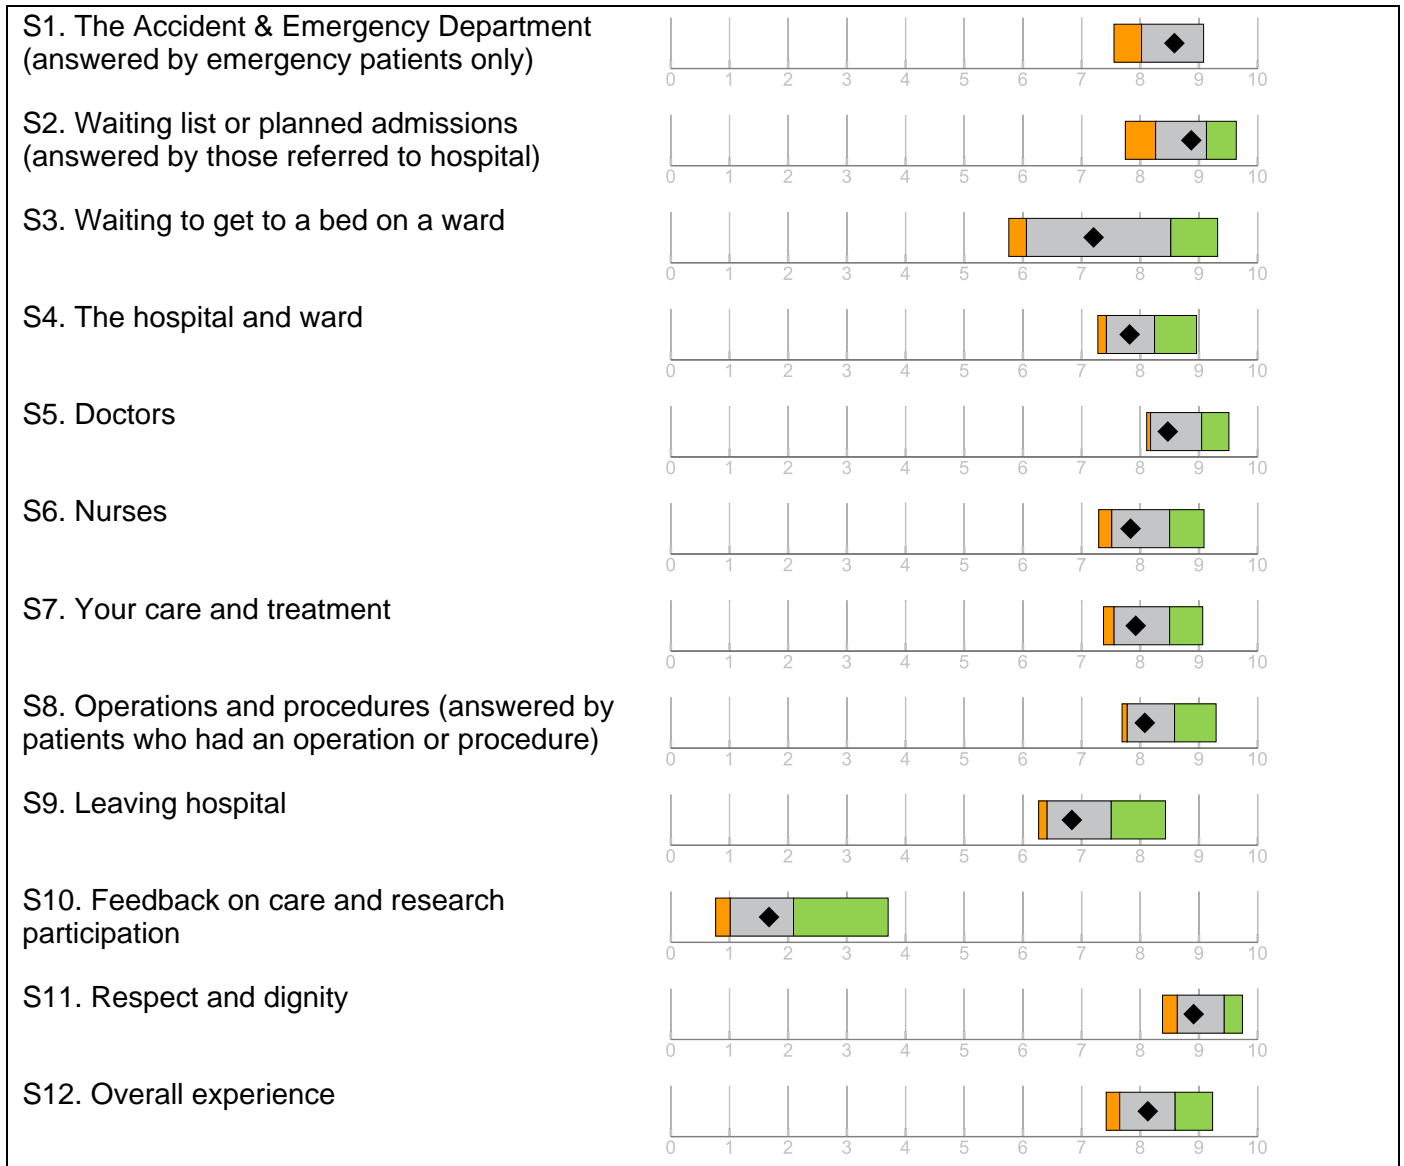 S1. The Accident & Emergency Department
(answered by emergency patients only)
0 1 2 3 4 5 6 7 8 9 10
S2. Waiting list or planned admissions
(answered by those referred to hospital)
0 1 2 3 4 5 6 7 8 9 10
S3. Waiting to get to a bed on a ward
0 1 2 3 4 5 6 7 8 9 10
S4. The hospital and ward
0 1 2 3 4 5 6 7 8 9 10
S5. Doctors
0 1 2 3 4 5 6 7 8 9 10
S6. Nurses
0 1 2 3 4 5 6 7 8 9 10
S7. Your care and treatment
0 1 2 3 4 5 6 7 8 9 10
S8. Operations and procedures (answered by
patients who had an operation or procedure)
0 1 2 3 4 5 6 7 8 9 10
S9. Leaving hospital
0 1 2 3 4 5 6 7 8 9 10
S10. Feedback on care and research
participation
0 1 2 3 4 5 6 7 8 9 10
S11. Respect and dignity
0 1 2 3 4 5 6 7 8 9 10
S12. Overall experience
0 1 2 3 4 5 6 7 8 9 10